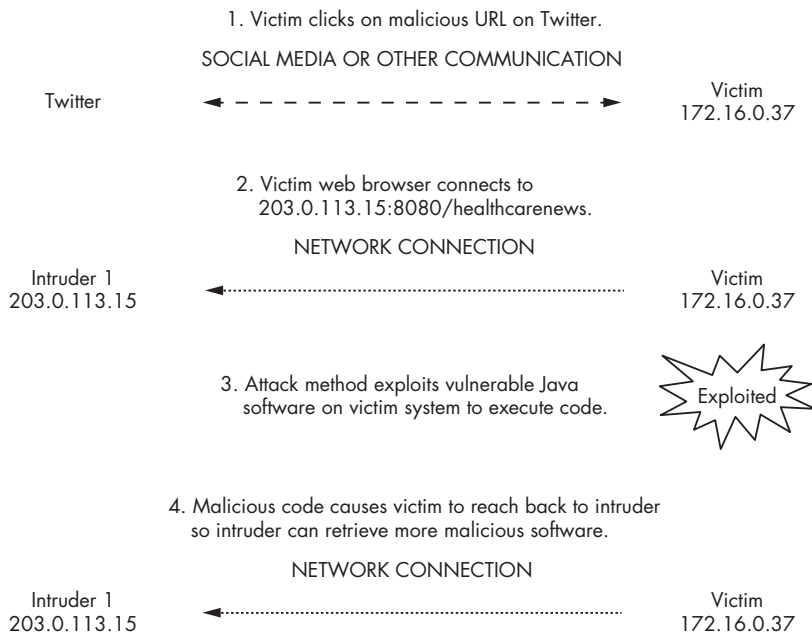 1. Victim clicks on malicious URL on Twitter.
SOCIAL MEDIA OR OTHER COMMUNICATION
Twitter
Victim
172.16.0.37
2. Victim web browser connects to
203.0.113.15:8080/healthcarenews.
NETWORK CONNECTION
Intruder 1
203.0.113.15
Victim
172.16.0.37
3. Attack method exploits vulnerable Java
software on victim system to execute code.
Exploited
4. Malicious code causes victim to reach back to intruder
so intruder can retrieve more malicious software.
NETWORK CONNECTION
Intruder 1
203.0.113.15
Victim
172.16.0.37